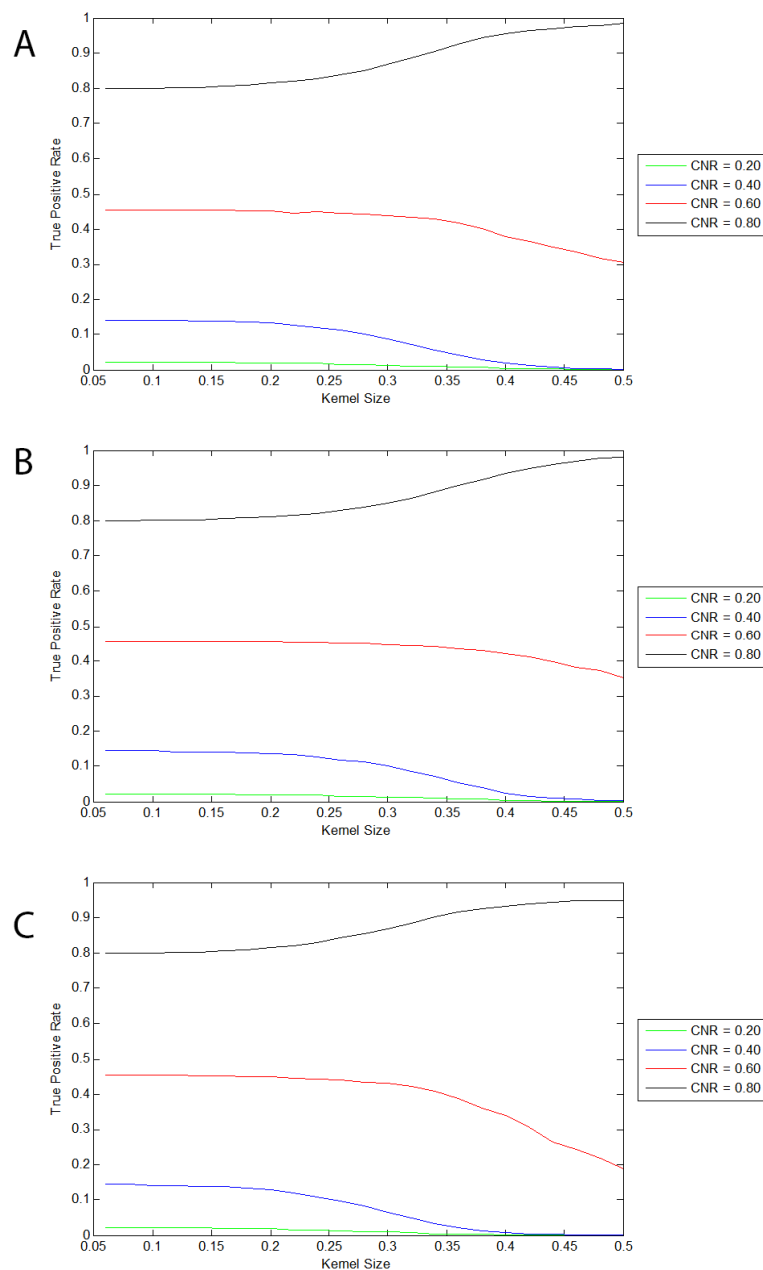 A
1
0.9
0.8
0.7
0.6
0.5
0.4
0.3
0.2
0.1
0
True Positive Rate
0.05 0.1 0.15 0.2 0.25 0.3 0.35 0.4 0.45 0.5
Kernel Size
CNR = 0.20
CNR = 0.40
CNR = 0.60
CNR = 0.80
B
1
0.9
0.8
0.7
0.6
0.5
0.4
0.3
0.2
0.1
0
True Positive Rate
0.05 0.1 0.15 0.2 0.25 0.3 0.35 0.4 0.45 0.5
Kernel Size
CNR = 0.20
CNR = 0.40
CNR = 0.60
CNR = 0.80
C
1
0.9
0.8
0.7
0.6
0.5
0.4
0.3
0.2
0.1
0
True Positive Rate
0.05 0.1 0.15 0.2 0.25 0.3 0.35 0.4 0.45 0.5
Kernel Size
CNR = 0.20
CNR = 0.40
CNR = 0.60
CNR = 0.80